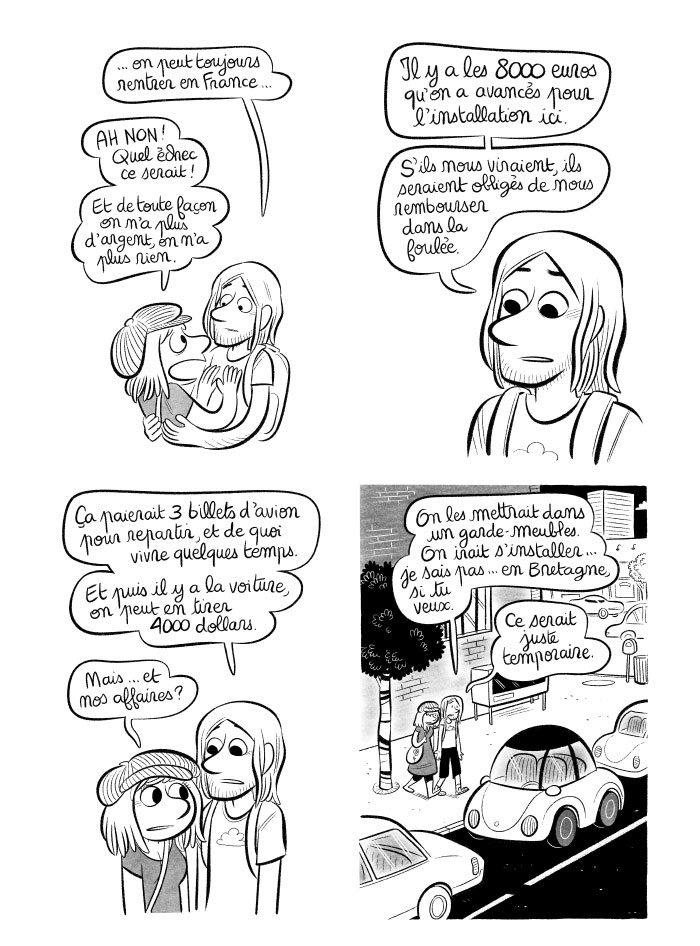 ... on peut toujours
rentrer en France ...
AH NON !
Quel échec
ce serait !
Et de toute façon
on n'a plus
d'argent, on n'a
plus rien.
Il y a les 8000 euros
qu'on a avancés pour
l'installation ici.
S'ils nous viraient, ils
seraient obligés de nous
rembourser
dans la
foulée.
Ça paierait 3 billets d'avion
pour repartir, et de quoi
vivre quelques temps.
Et puis il y a la voiture,
on peut en tirer
4000 dollars.
Mais ... et
nos affaires ?
On les mettrait dans
un garde-meubles.
On irait s'installer ...
je sais pas ... en Bretagne,
si tu
veux.
Ce serait
juste
temporaire.